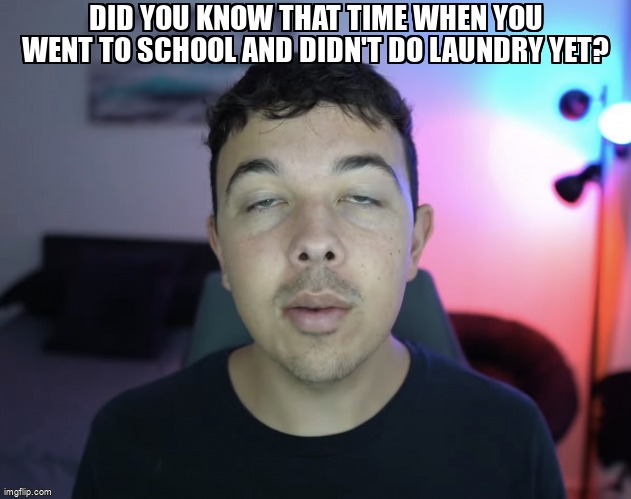 DID YOU KNOW THAT TIME WHEN YOU
WENT TO SCHOOL AND DIDN'T DO LAUNDRY YET?
imgflip.com